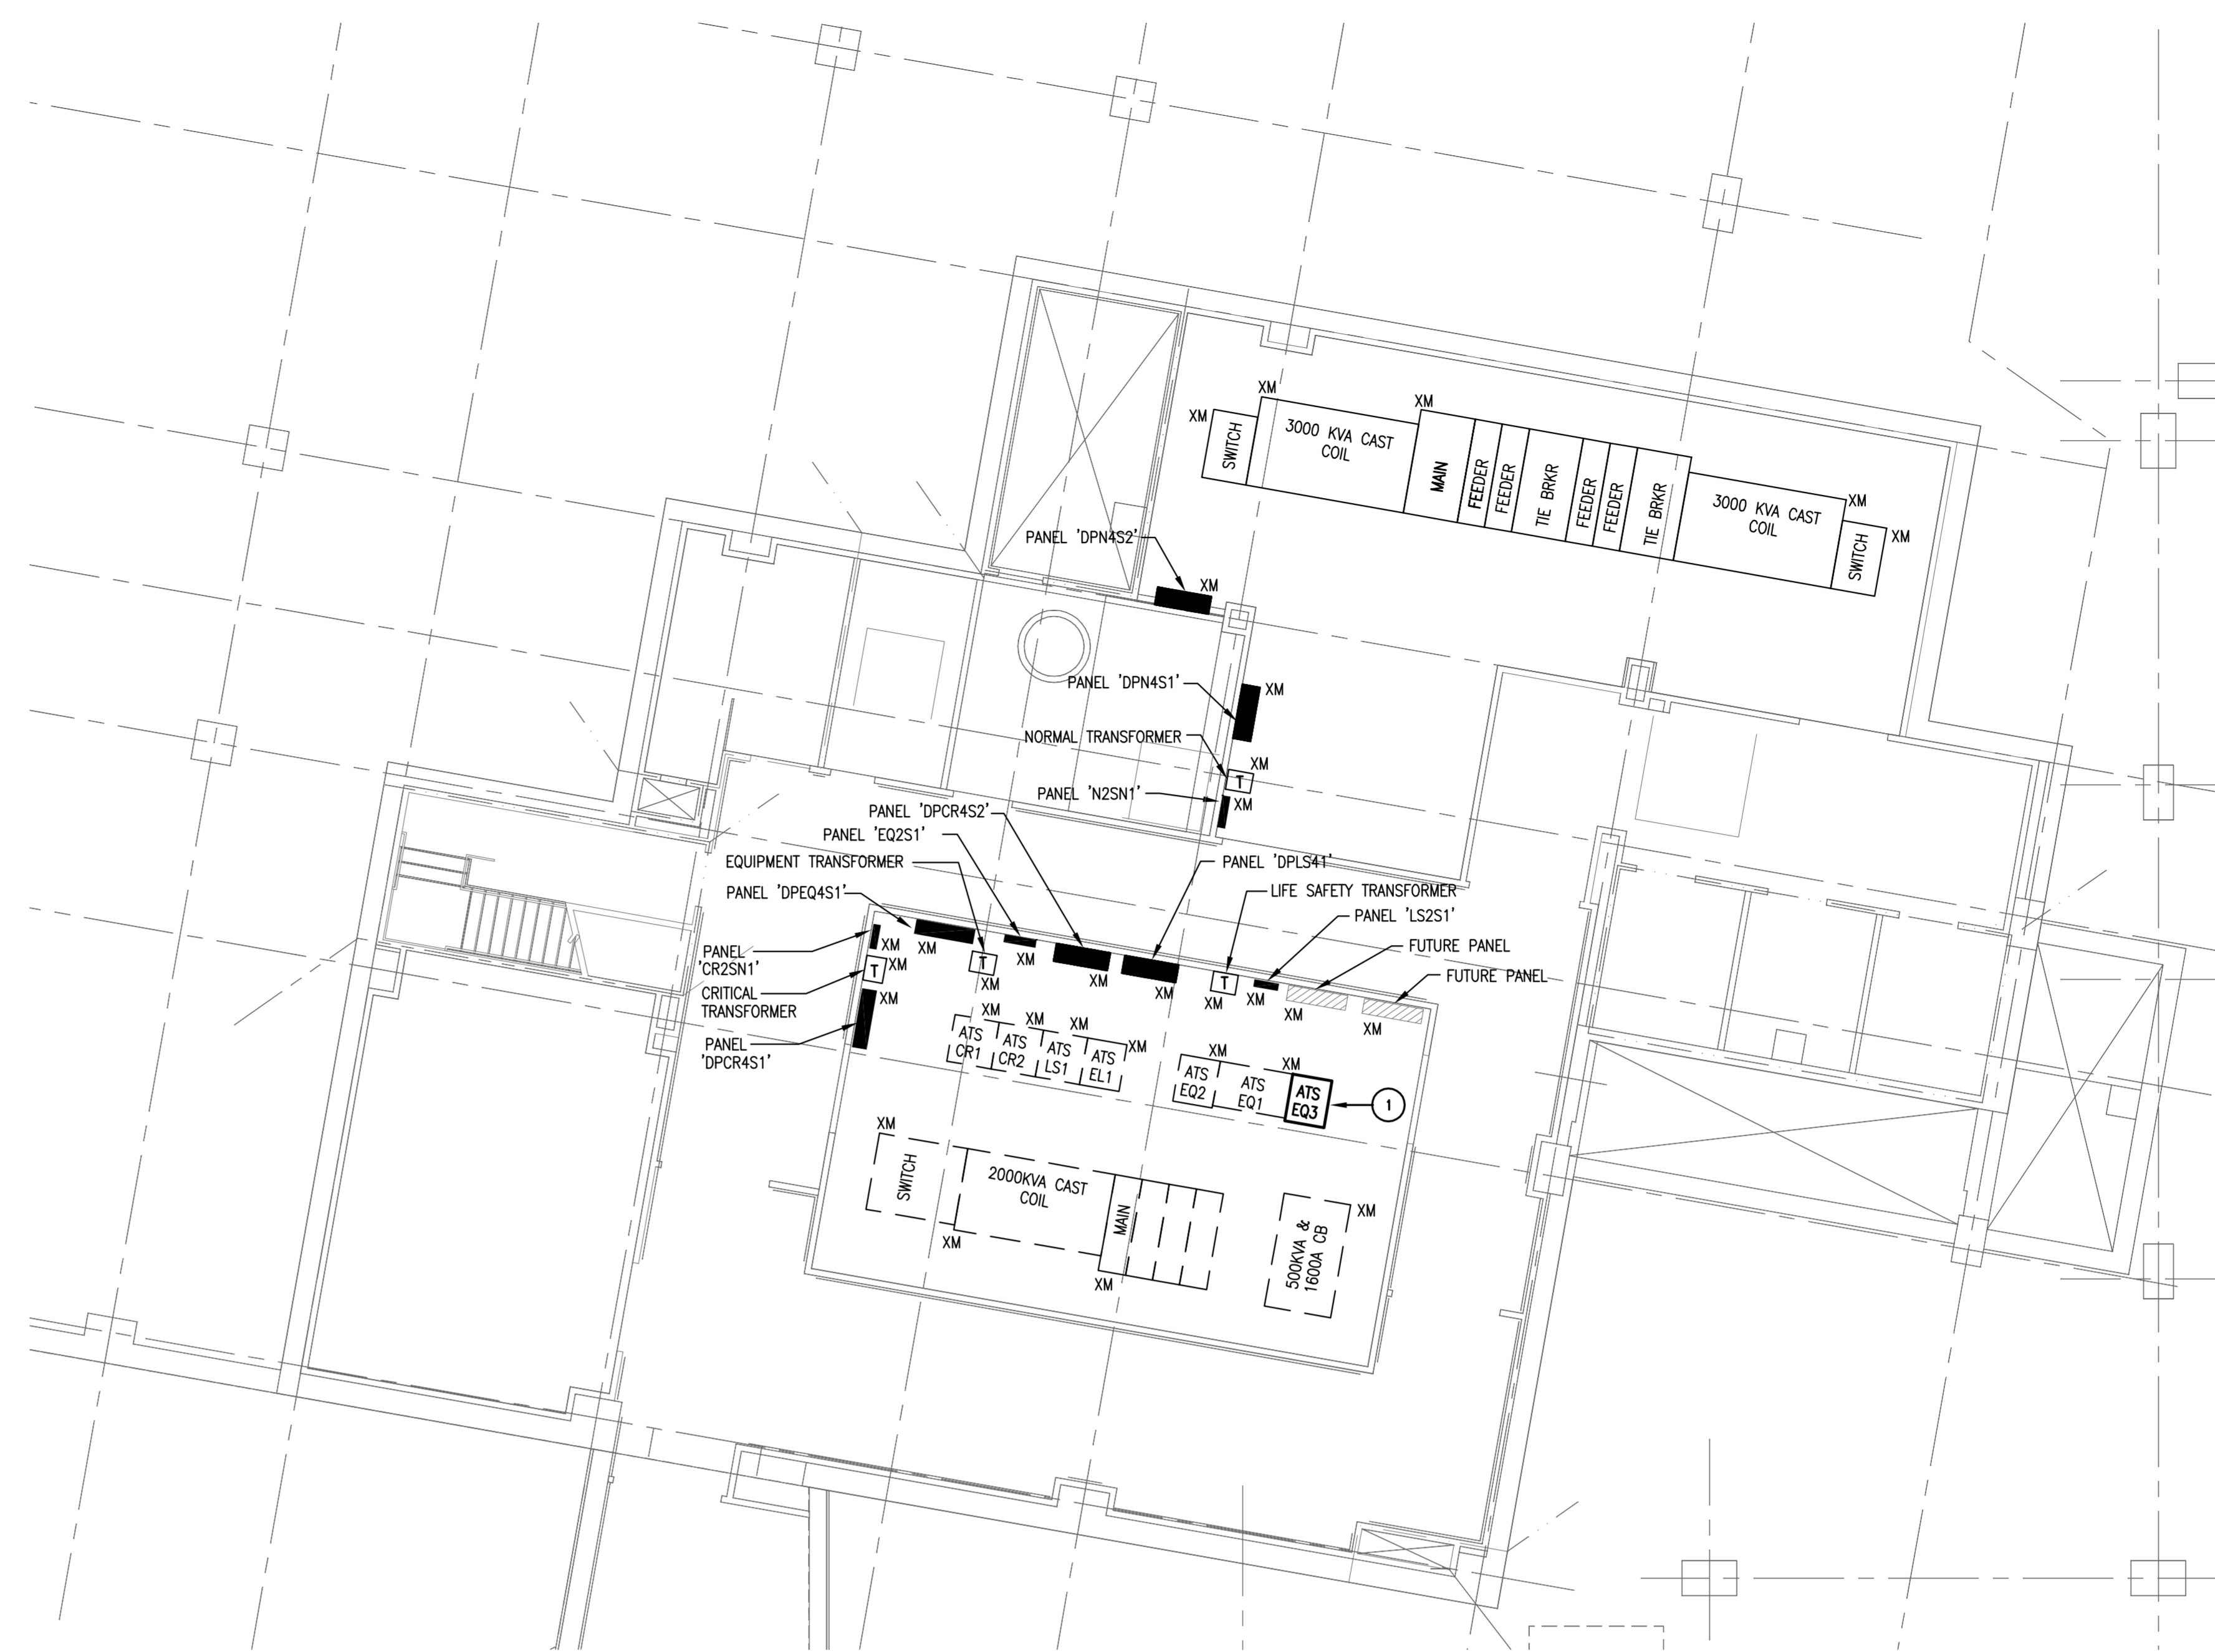 XM
XM
XM
SWITCH
3000 KVA CAST
COIL
MAIN
FEEDER
FEEDER
TIE BRKR
FEEDER
FEEDER
TIE BRKR
3000 KVA CAST
COIL
XM
SWITCH
XM
PANEL 'DPN4S2'
XM
PANEL 'DPN4S1'
XM
NORMAL TRANSFORMER
XM
T
PANEL 'N2SN1'
XM
PANEL 'DPCR4S2'
PANEL 'EQ2S1'
EQUIPMENT TRANSFORMER
PANEL 'DPEQ4S1'
PANEL 'DPLS41'
LIFE SAFETY TRANSFORMER
PANEL 'LS2S1'
FUTURE PANEL
FUTURE PANEL
PANEL
'CR2SN1'
XM
XM
T
XM
CRITICAL
TRANSFORMER
XM
PANEL
'DPCR4S1'
T
XM
XM
XM
XM
T
XM
XM
XM
XM
XM
XM
XM
XM
ATS
CR1
ATS
CR2
ATS
LS1
ATS
EL1
XM
XM
ATS
EQ2
ATS
EQ1
ATS
EQ3
1
XM
SWITCH
2000KVA CAST
COIL
MAIN
XM
XM
500KVA &
1600A CB
XM